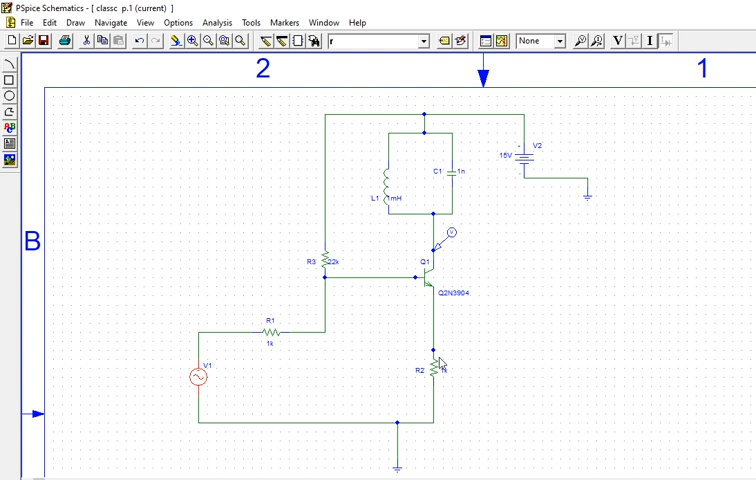 PSpice Schematics - [ classc p.1 (current) ]
File Edit Draw Navigate View Options Analysis Tools Markers Window Help
r
None
V
I
2
1
B
V2
15V
C1
1n
L1
1mH
R3
22k
V
Q1
Q2N3904
R1
1k
V1
R2